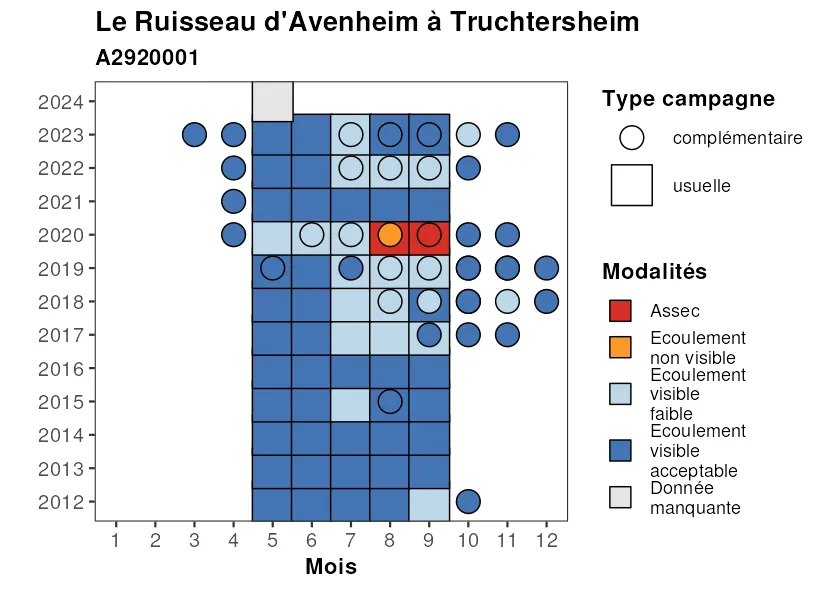 Le Ruisseau d'Avenheim à Truchtersheim
A2920001
2024
2023
2022
2021
2020
2019
2018
2017
2016
2015
2014
2013
2012
1 2 3 4 5 6 7 8 9 10 11 12
Mois
Type campagne
complémentaire
usuelle
Modalités
Assec
Ecoulement
non visible
Ecoulement
visible
faible
Ecoulement
visible
acceptable
Donnée
manquante